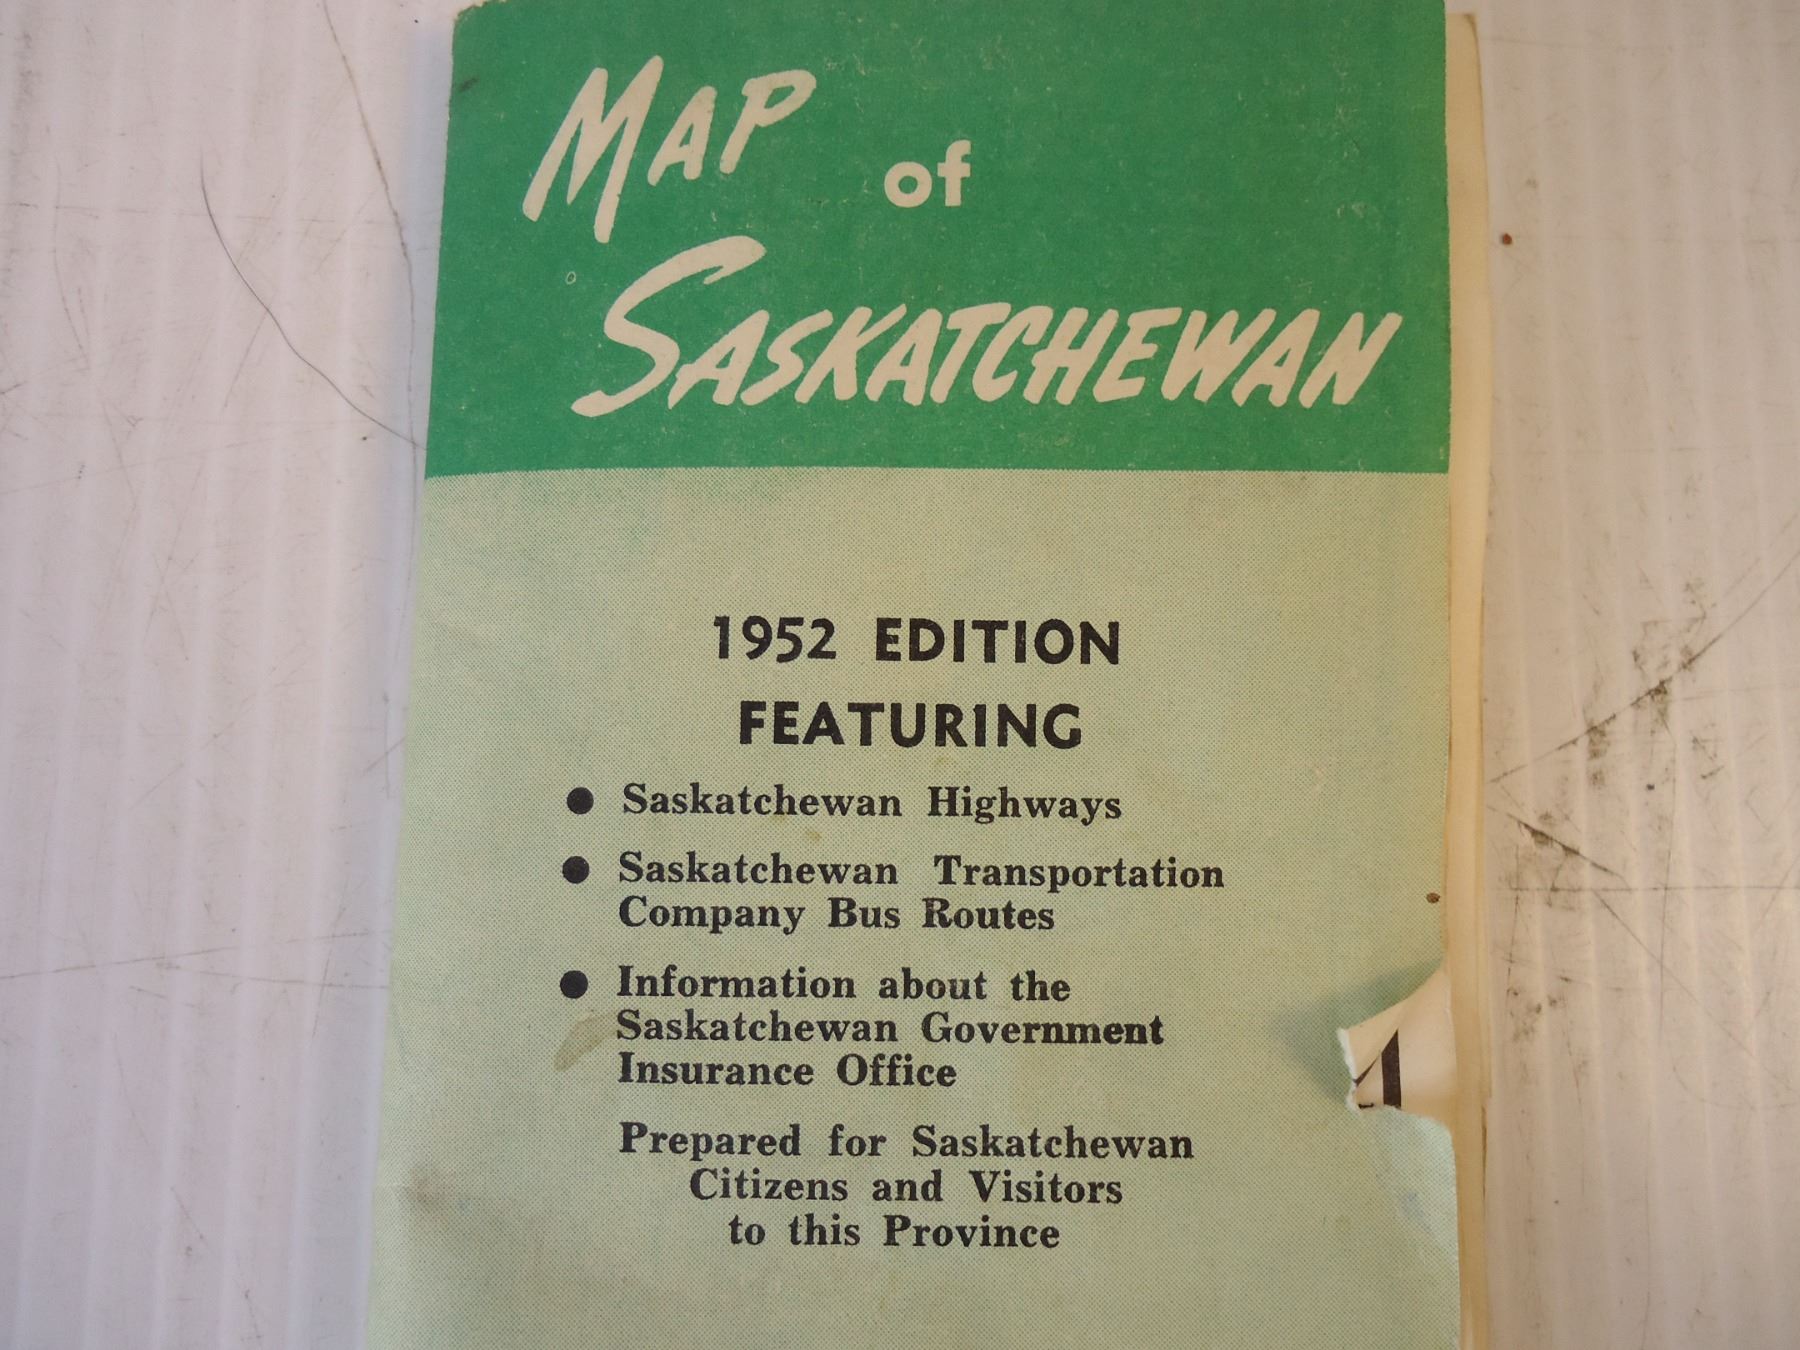 MAP of
SASKATCHEWAN
1952 EDITION
FEATURING
● Saskatchewan Highways
● Saskatchewan Transportation
Company Bus Routes
● Information about the
Saskatchewan Government
Insurance Office
Prepared for Saskatchewan
Citizens and Visitors
to this Province